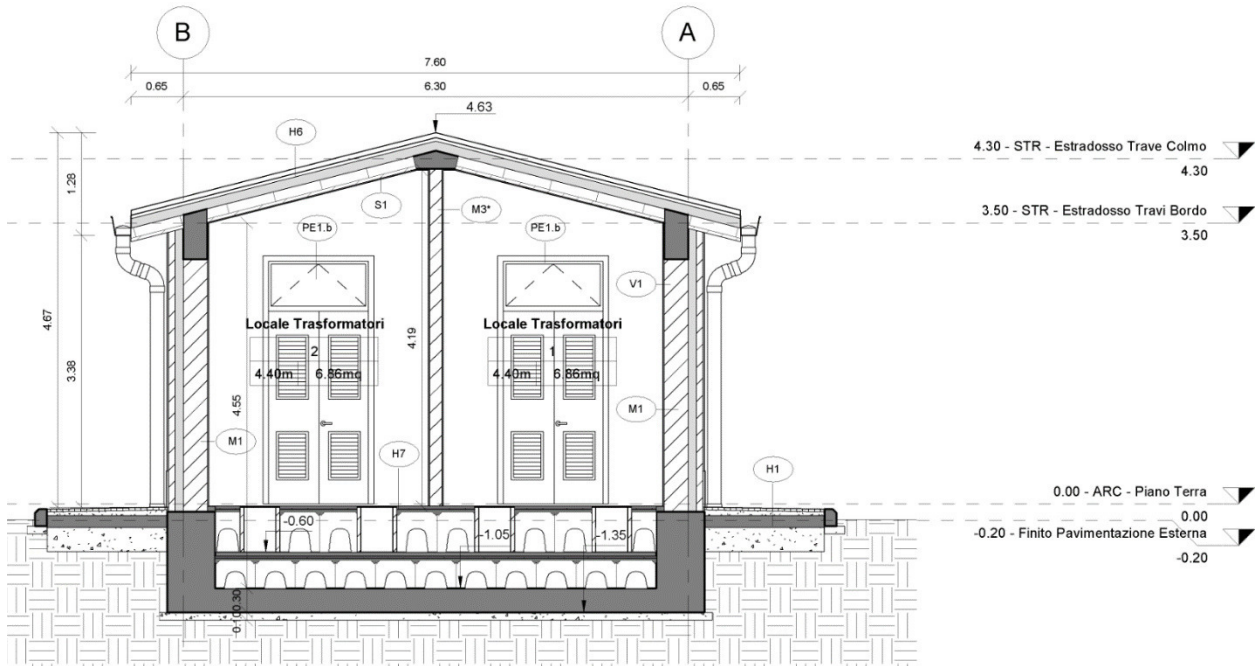 B
A
7.60
0.65
6.30
0.65
4.63
H6
4.30 - STR - Estradosso Trave Colmo
4.30
1.28
S1
M3*
3.50 - STR - Estradosso Travi Bordo
3.50
PE1.b
PE1.b
V1
4.67
Locale Trasformatori
2
4.40m
6.86mq
4.19
Locale Trasformatori
1
4.40m
6.86mq
3.38
4.55
M1
M1
H7
H1
0.00 - ARC - Piano Terra
0.00
-0.60
-1.05
-1.35
-0.20 - Finito Pavimentazione Esterna
-0.20
0.10
0.30